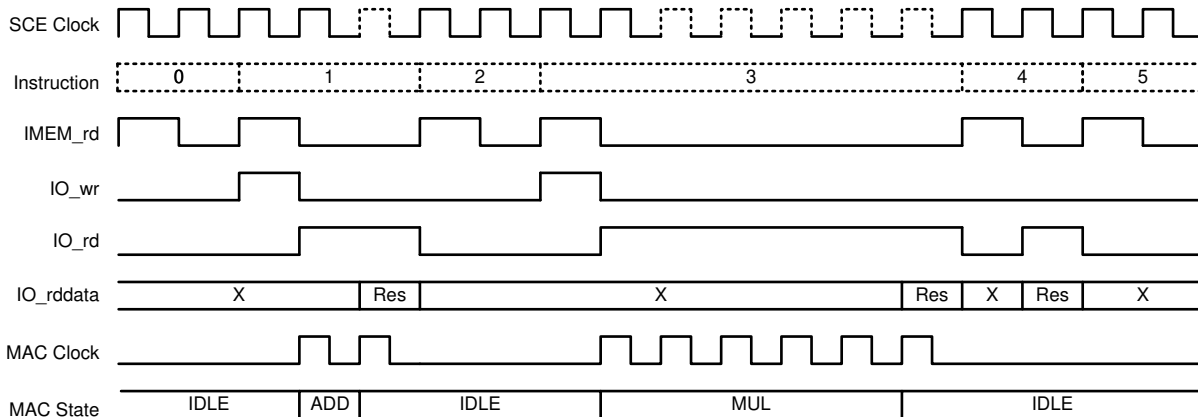 SCE Clock
Instruction 0 1 2 3 4 5
IMEM_rd
IO_wr
IO_rd
IO_rddata X Res X Res X Res X
MAC Clock
MAC State IDLE ADD IDLE MUL IDLE